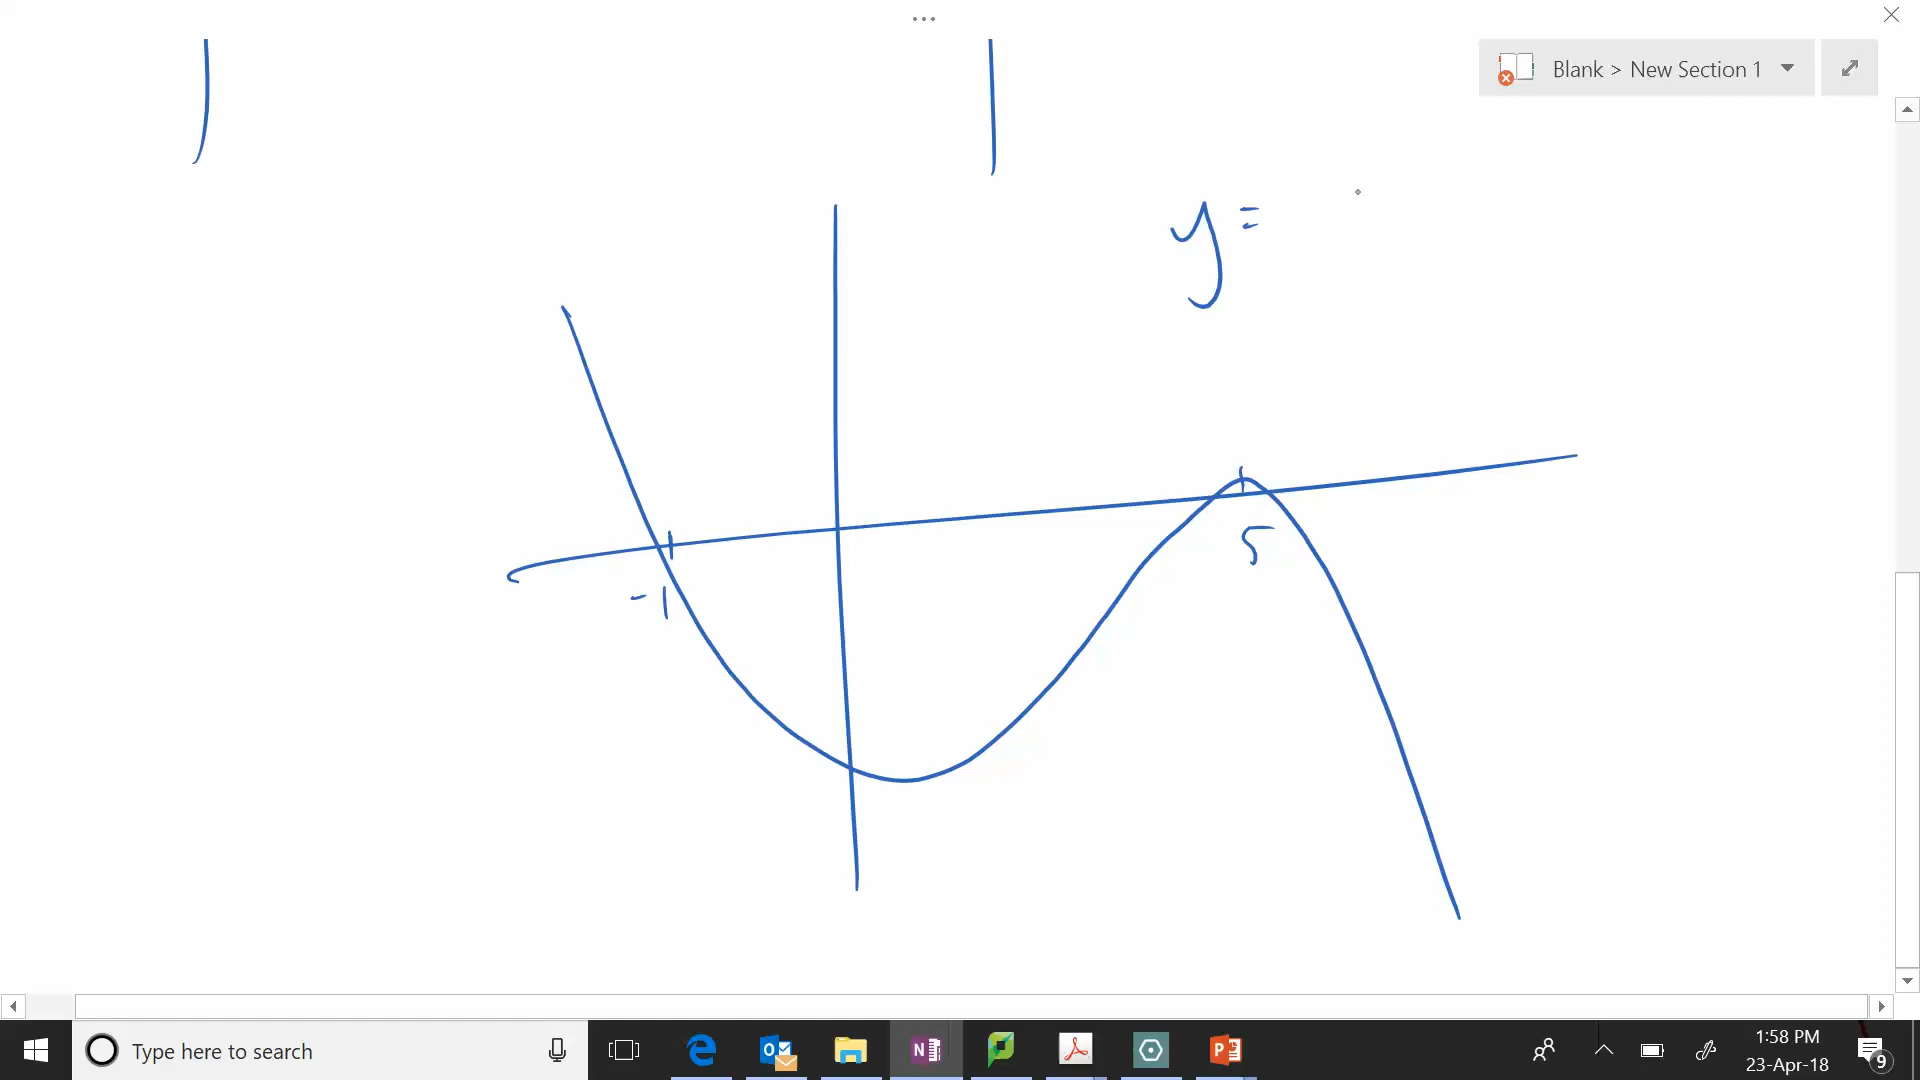 Blank > New Section 1
y =
-1
5
Type here to search
1:58 PM
23-Apr-18
9